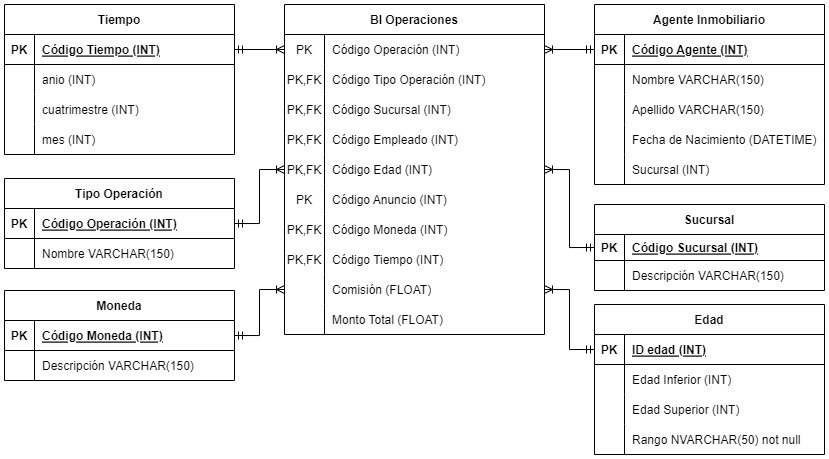 Tiempo
PK Código Tiempo (INT)
anio (INT)
cuatrimestre (INT)
mes (INT)
Tipo Operación
PK Código Operación (INT)
Nombre VARCHAR(150)
Moneda
PK Código Moneda (INT)
Descripción VARCHAR(150)
BI Operaciones
PK Código Operación (INT)
PK,FK Código Tipo Operación (INT)
PK,FK Código Sucursal (INT)
PK,FK Código Empleado (INT)
PK,FK Código Edad (INT)
PK Código Anuncio (INT)
PK,FK Código Moneda (INT)
PK,FK Código Tiempo (INT)
Comisión (FLOAT)
Monto Total (FLOAT)
Agente Inmobiliario
PK Código Agente (INT)
Nombre VARCHAR(150)
Apellido VARCHAR(150)
Fecha de Nacimiento (DATETIME)
Sucursal (INT)
Sucursal
PK Código Sucursal (INT)
Descripción VARCHAR(150)
Edad
PK ID edad (INT)
Edad Inferior (INT)
Edad Superior (INT)
Rango NVARCHAR(50) not null